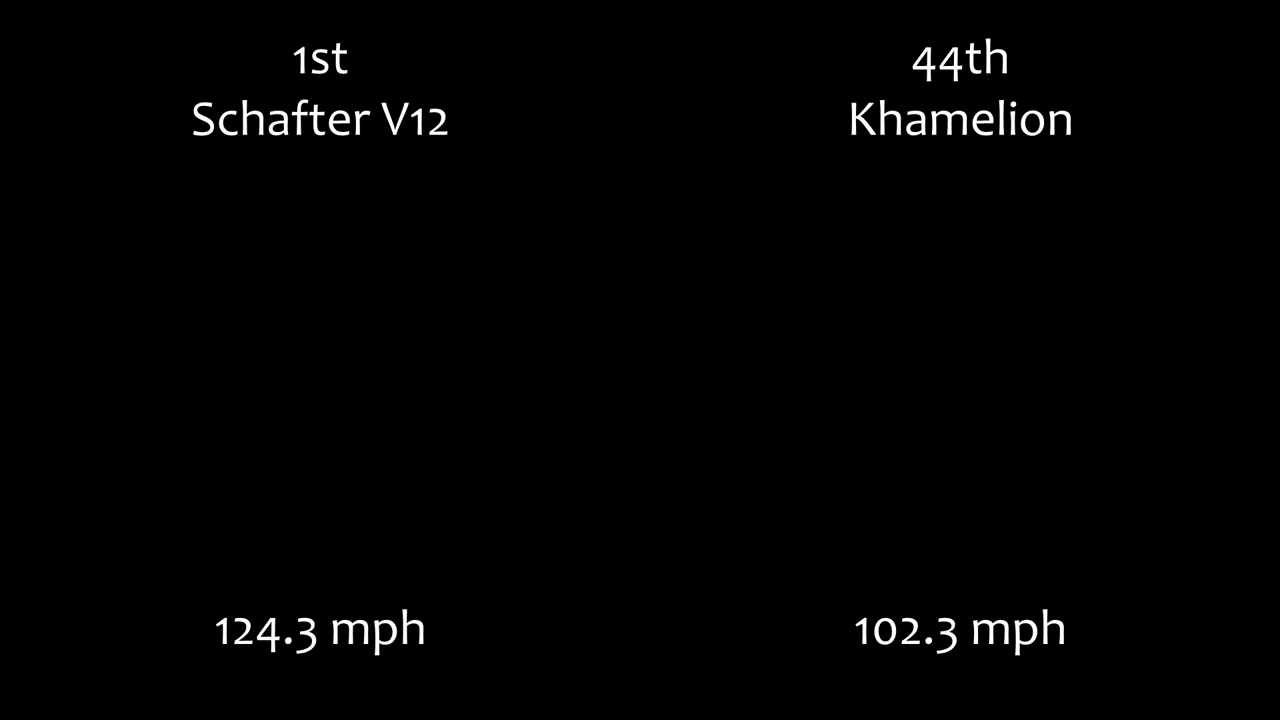 1st
Schafter V12
124.3 mph
44th
Khamelion
102.3 mph